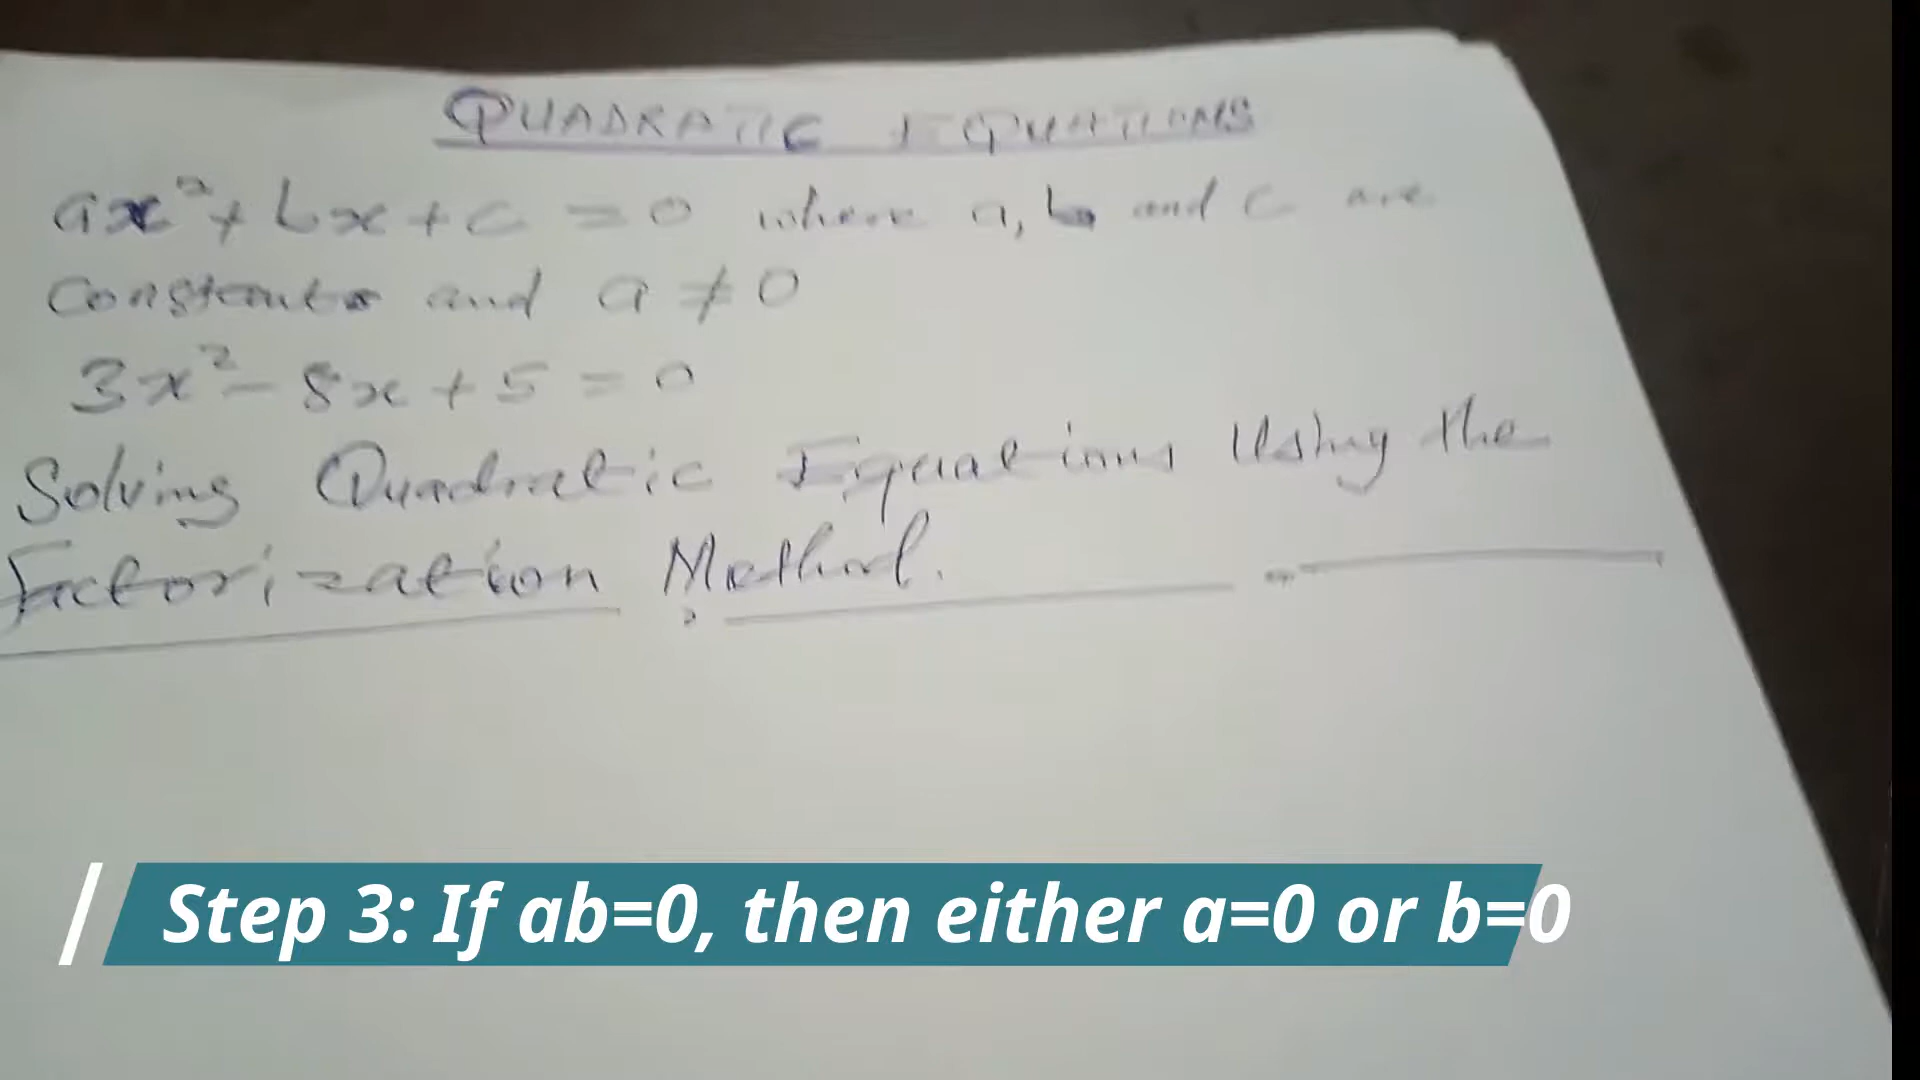 QUADRATIC EQUATIONS
ax²+bx+c=0 where a, b and c are
constants and a≠0
3x²-8x+5=0
Solving Quadratic Equations Using the
Factorization Method.
Step 3: If ab=0, then either a=0 or b=0